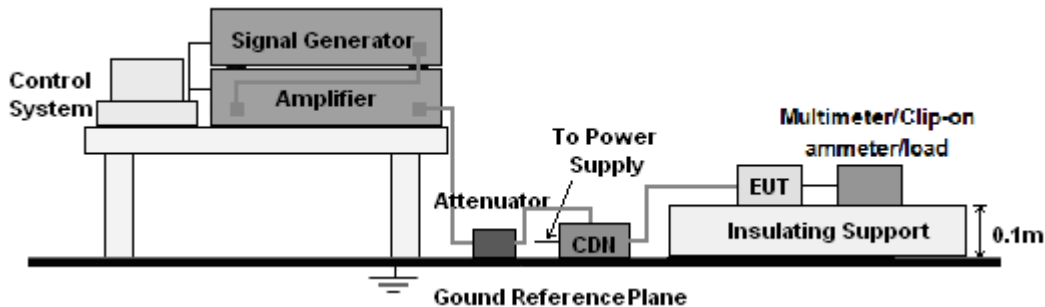 Signal Generator
Control
System
Amplifier
Multimeter/Clip-on
ammeter/load
To Power
Supply
Attenuator
EUT
CDN
Insulating Support
0.1m
Gound Reference Plane